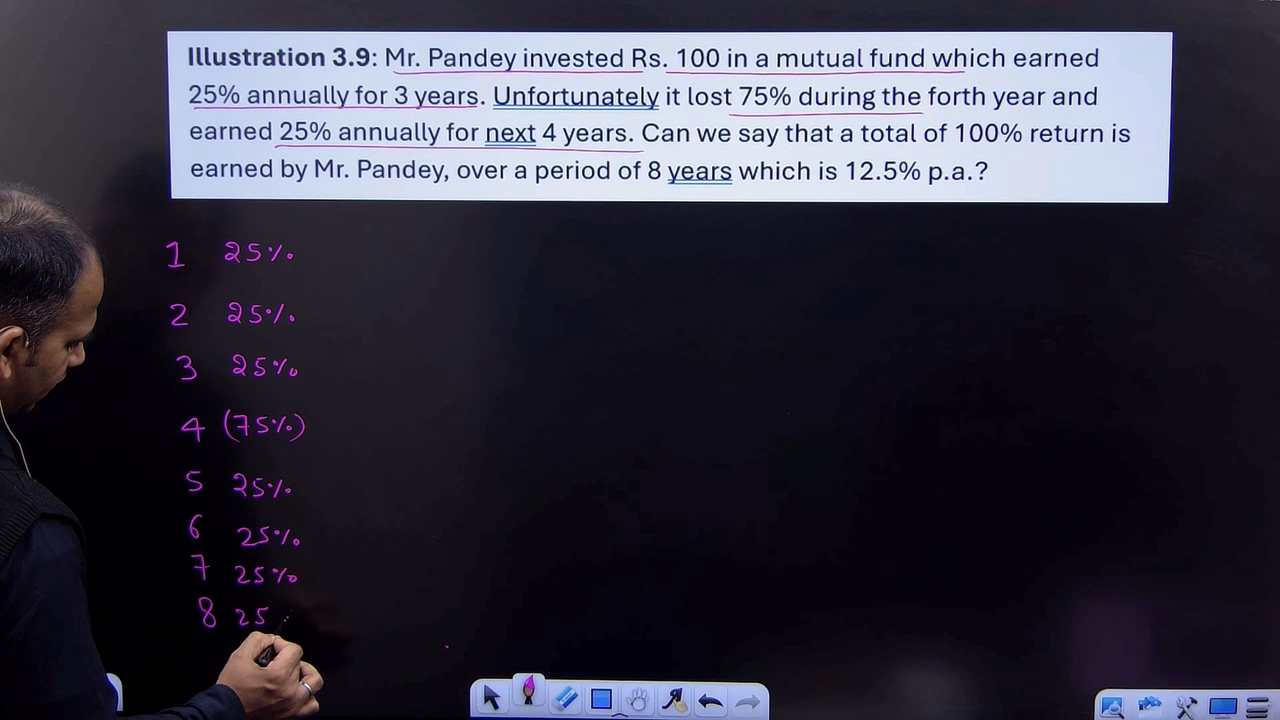 Illustration 3.9: Mr. Pandey invested Rs. 100 in a mutual fund which earned
25% annually for 3 years. Unfortunately it lost 75% during the forth year and
earned 25% annually for next 4 years. Can we say that a total of 100% return is
earned by Mr. Pandey, over a period of 8 years which is 12.5% p.a.?
1 25%
2 25%
3 25%
4 (75%)
5 25%
6 25%
7 25%
8 25